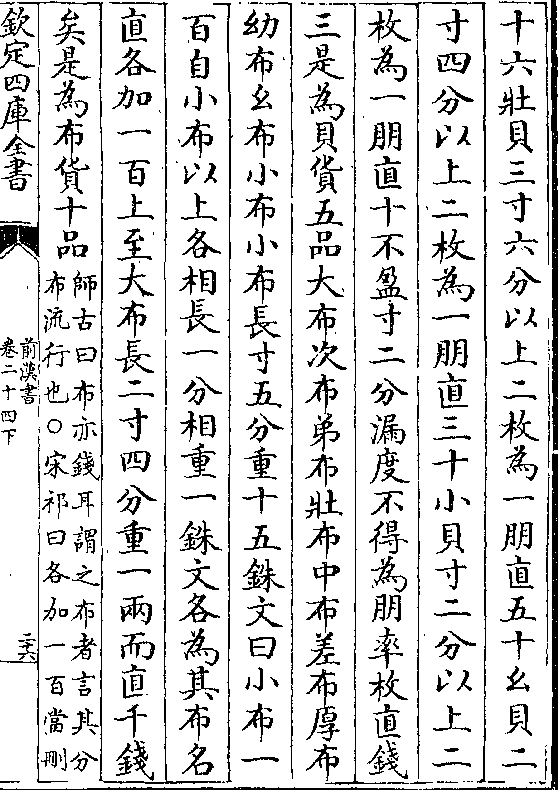 十六壯貝三寸六分以上二枚為一朋直五十幺貝二
寸四分以上二枚為一朋直三十小貝寸二分以上二
枚為一朋直十不盈寸二分漏度不得為朋率枚直錢
三是為貝貨五品大布次布弟布壯布中布差布厚布
幼布幺布小布小布長寸五分重十五銖文曰小布一
百自小布以上各相長一分相重一銖文各為其布名
直各加一百上至大布長二寸四分重一兩而直千錢
矣是為布貨十品
師古曰布亦錢耳謂之布者言其分
布流行也○宋祁曰各加一百當刪
欽定四庫全書
前漢書
卷二十四下
二六